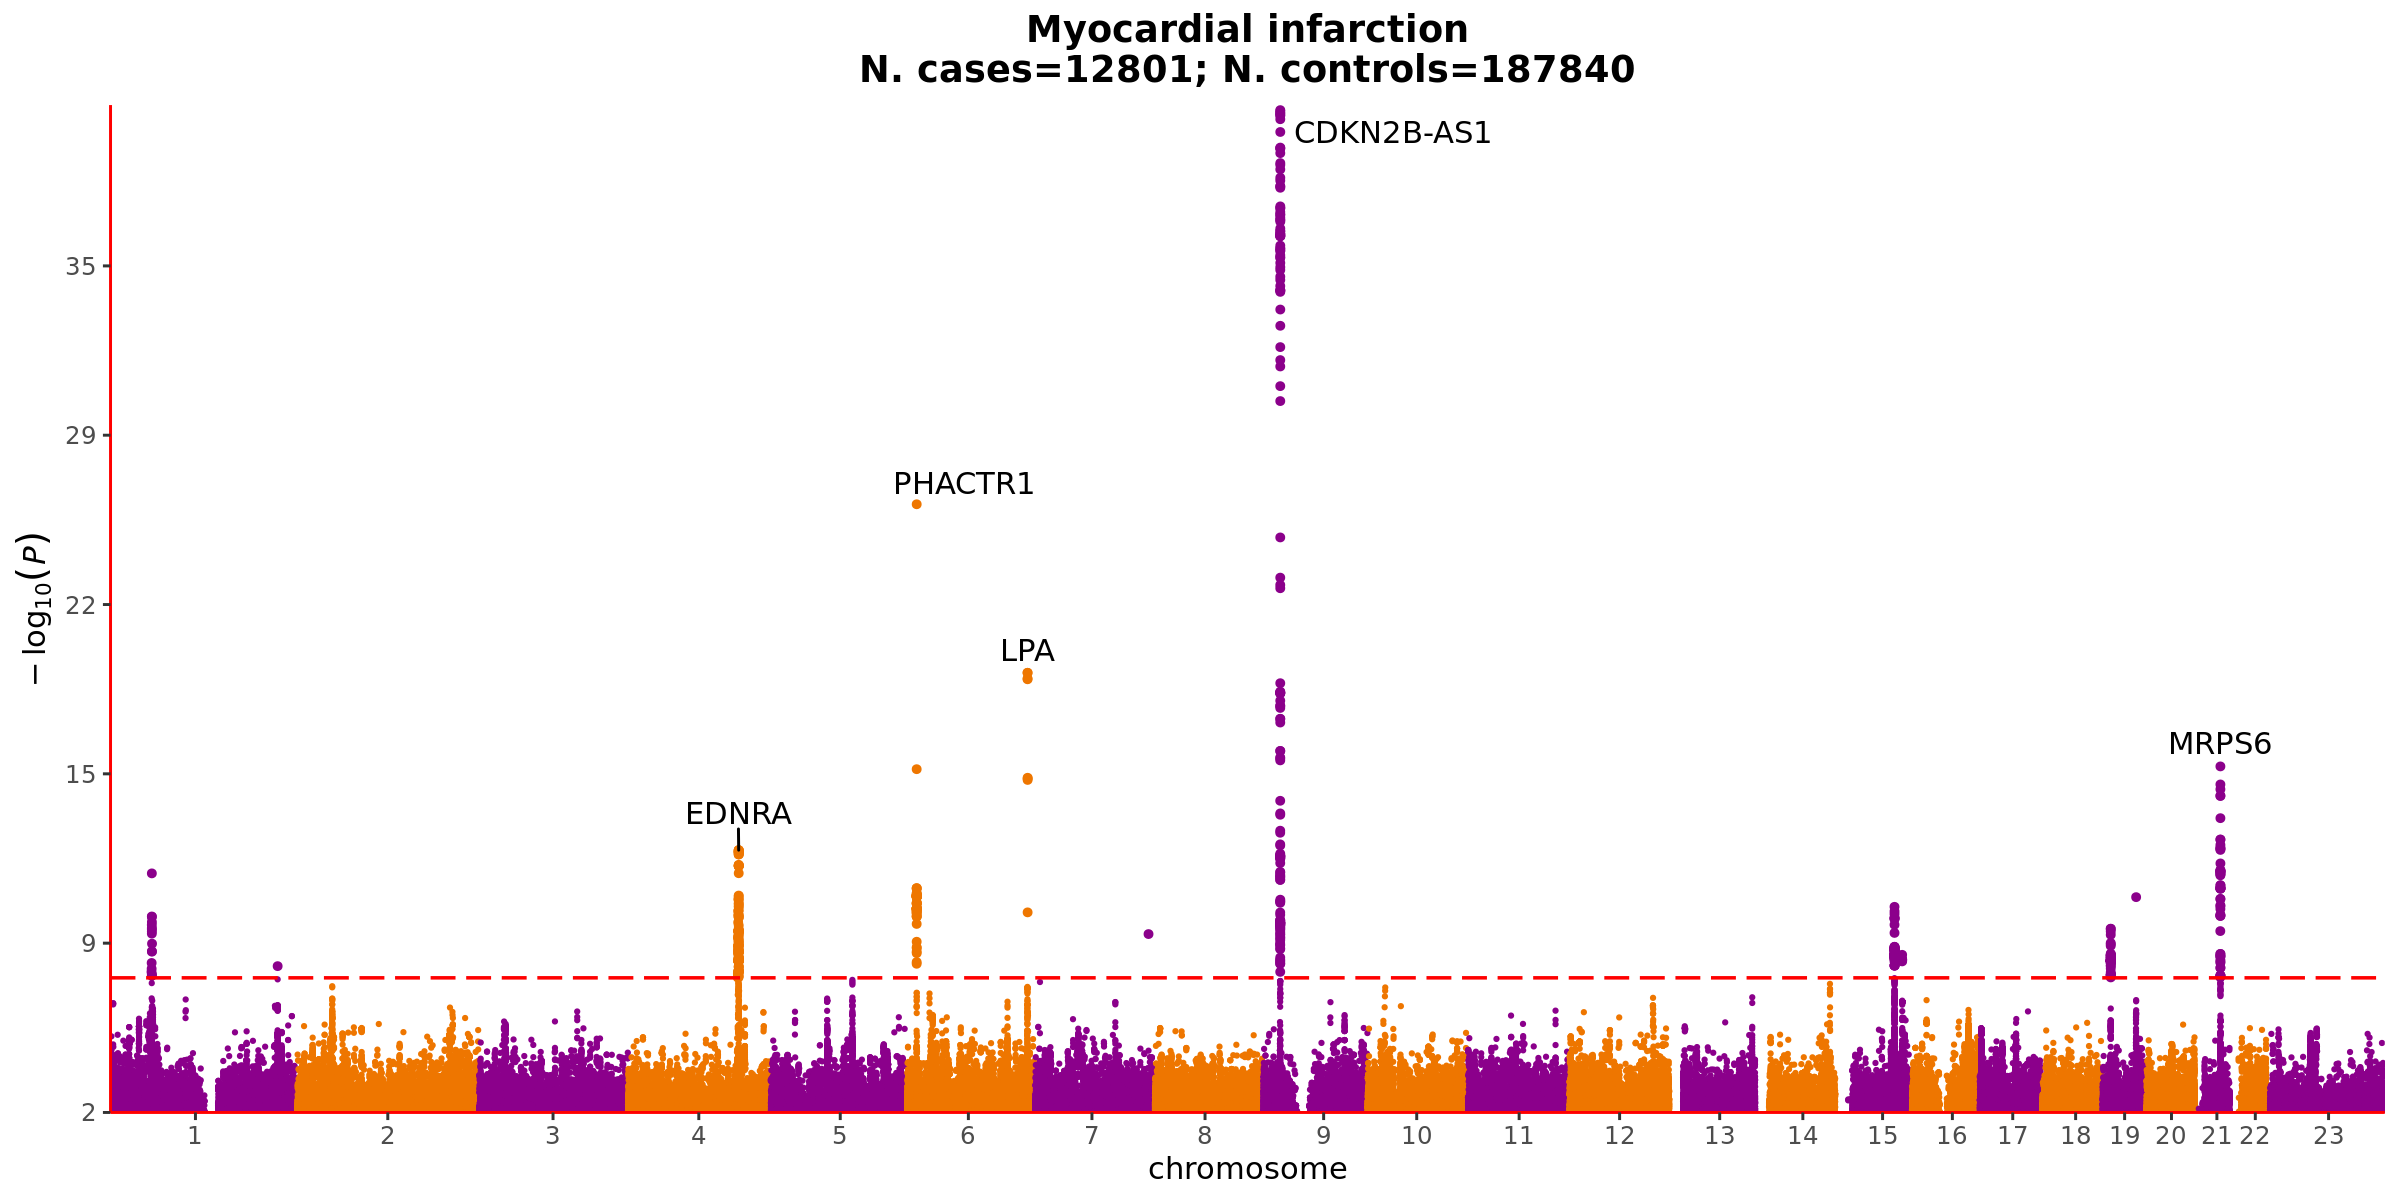 Myocardial infarction
N. cases=12801; N. controls=187840
CDKN2B-AS1
PHACTR1
LPA
MRPS6
EDNRA
35
29
22
15
9
2
−log10(P)
1 2 3 4 5 6 7 8 9 10 11 12 13 14 15 16 17 18 19 20 21 22 23
chromosome